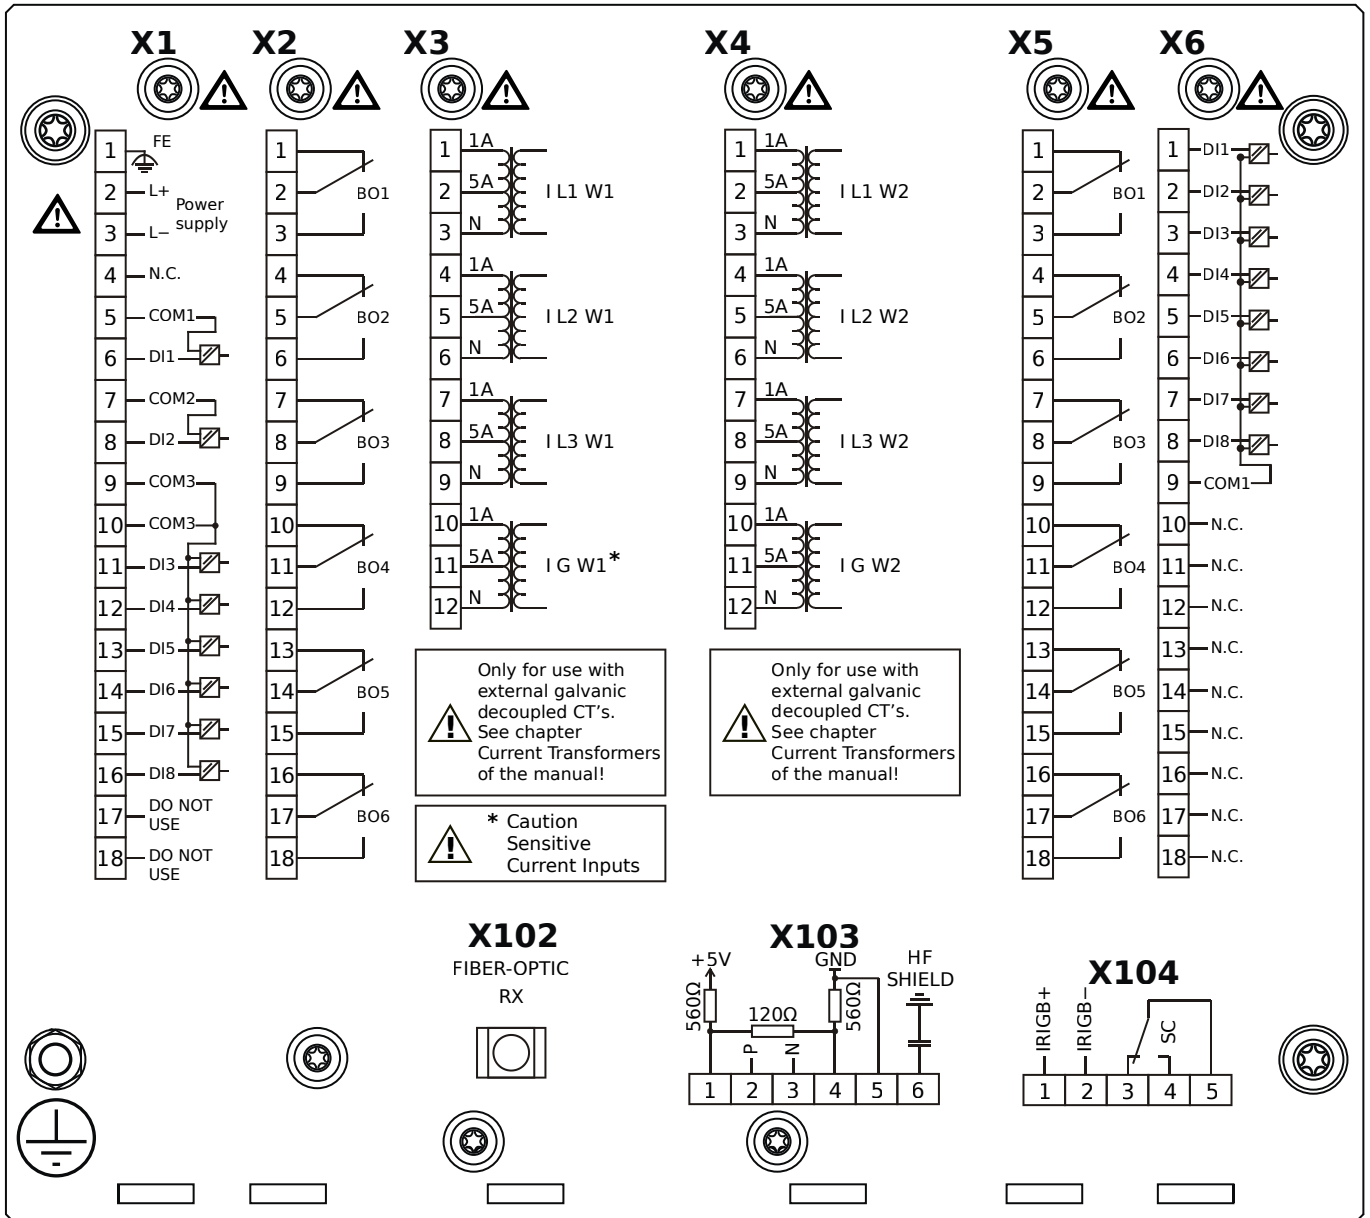 X1
X2
X3
X4
X5
X6
1 FE
2 L+
Power
supply
3 L−
4 N.C.
5 COM1
6 DI1
7 COM2
8 DI2
9 COM3
10 COM3
11 DI3
12 DI4
13 DI5
14 DI6
15 DI7
16 DI8
17 DO NOT
USE
18 DO NOT
USE
1
2 BO1
3
4
5 BO2
6
7
8 BO3
9
10
11 BO4
12
13
14 BO5
15
16
17 BO6
18
1 1A
2 5A I L1 W1
3 N
4 1A
5 5A I L2 W1
6 N
7 1A
8 5A I L3 W1
9 N
10 1A
11 5A I G W1*
12 N
Only for use with
external galvanic
decoupled CT's.
See chapter
Current Transformers
of the manual!
* Caution
Sensitive
Current Inputs
1 1A
2 5A I L1 W2
3 N
4 1A
5 5A I L2 W2
6 N
7 1A
8 5A I L3 W2
9 N
10 1A
11 5A I G W2
12 N
Only for use with
external galvanic
decoupled CT's.
See chapter
Current Transformers
of the manual!
1
2 BO1
3
4
5 BO2
6
7
8 BO3
9
10
11 BO4
12
13
14 BO5
15
16
17 BO6
18
1 DI1
2 DI2
3 DI3
4 DI4
5 DI5
6 DI6
7 DI7
8 DI8
9 COM1
10 N.C.
11 N.C.
12 N.C.
13 N.C.
14 N.C.
15 N.C.
16 N.C.
17 N.C.
18 N.C.
X102
FIBER-OPTIC
RX
X103
+5V
GND
HF
SHIELD
560Ω
120Ω
560Ω
P
N
1 2 3 4 5 6
X104
IRIGB+
IRIGB−
SC
1 2 3 4 5